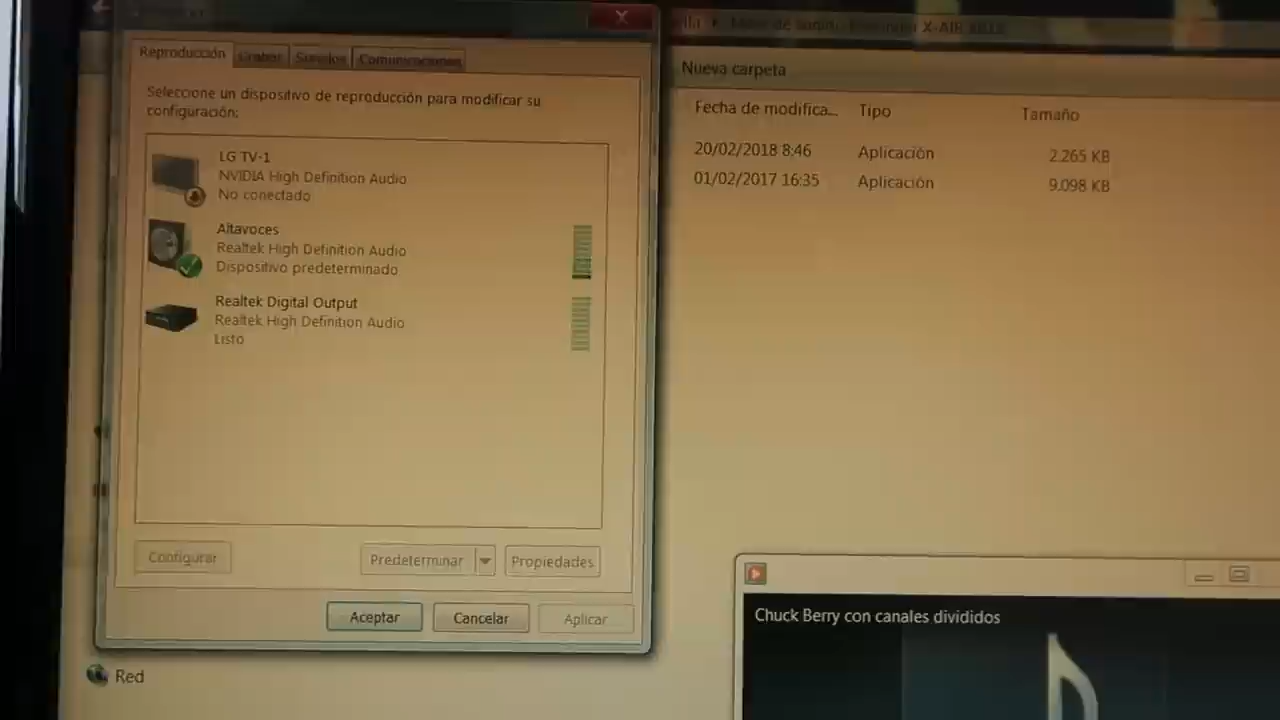 X-AIR XR18
Reproducción Grabar Sonidos Comunicaciones
Seleccione un dispositivo de reproducción para modificar su
configuración:
LG TV-1
NVIDIA High Definition Audio
No conectado
Altavoces
Realtek High Definition Audio
Dispositivo predeterminado
Realtek Digital Output
Realtek High Definition Audio
Listo
Configurar Predeterminar Propiedades
Aceptar Cancelar Aplicar
Red
Nueva carpeta
Fecha de modifica... Tipo Tamaño
20/02/2018 8:46 Aplicación 2.265 KB
01/02/2017 16:35 Aplicación 9.098 KB
Chuck Berry con canales divididos